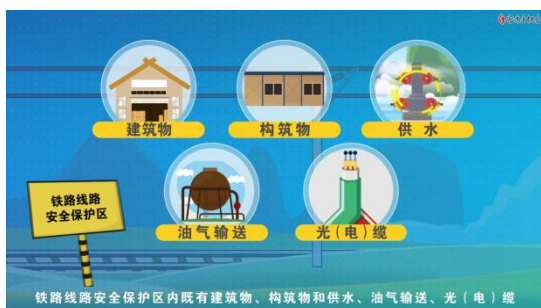 建筑物
构筑物
供水
油气输送
光(电)缆
铁路线路
安全保护区
铁路线路安全保护区内既有建筑物、构筑物和供水、油气输送、光(电)缆